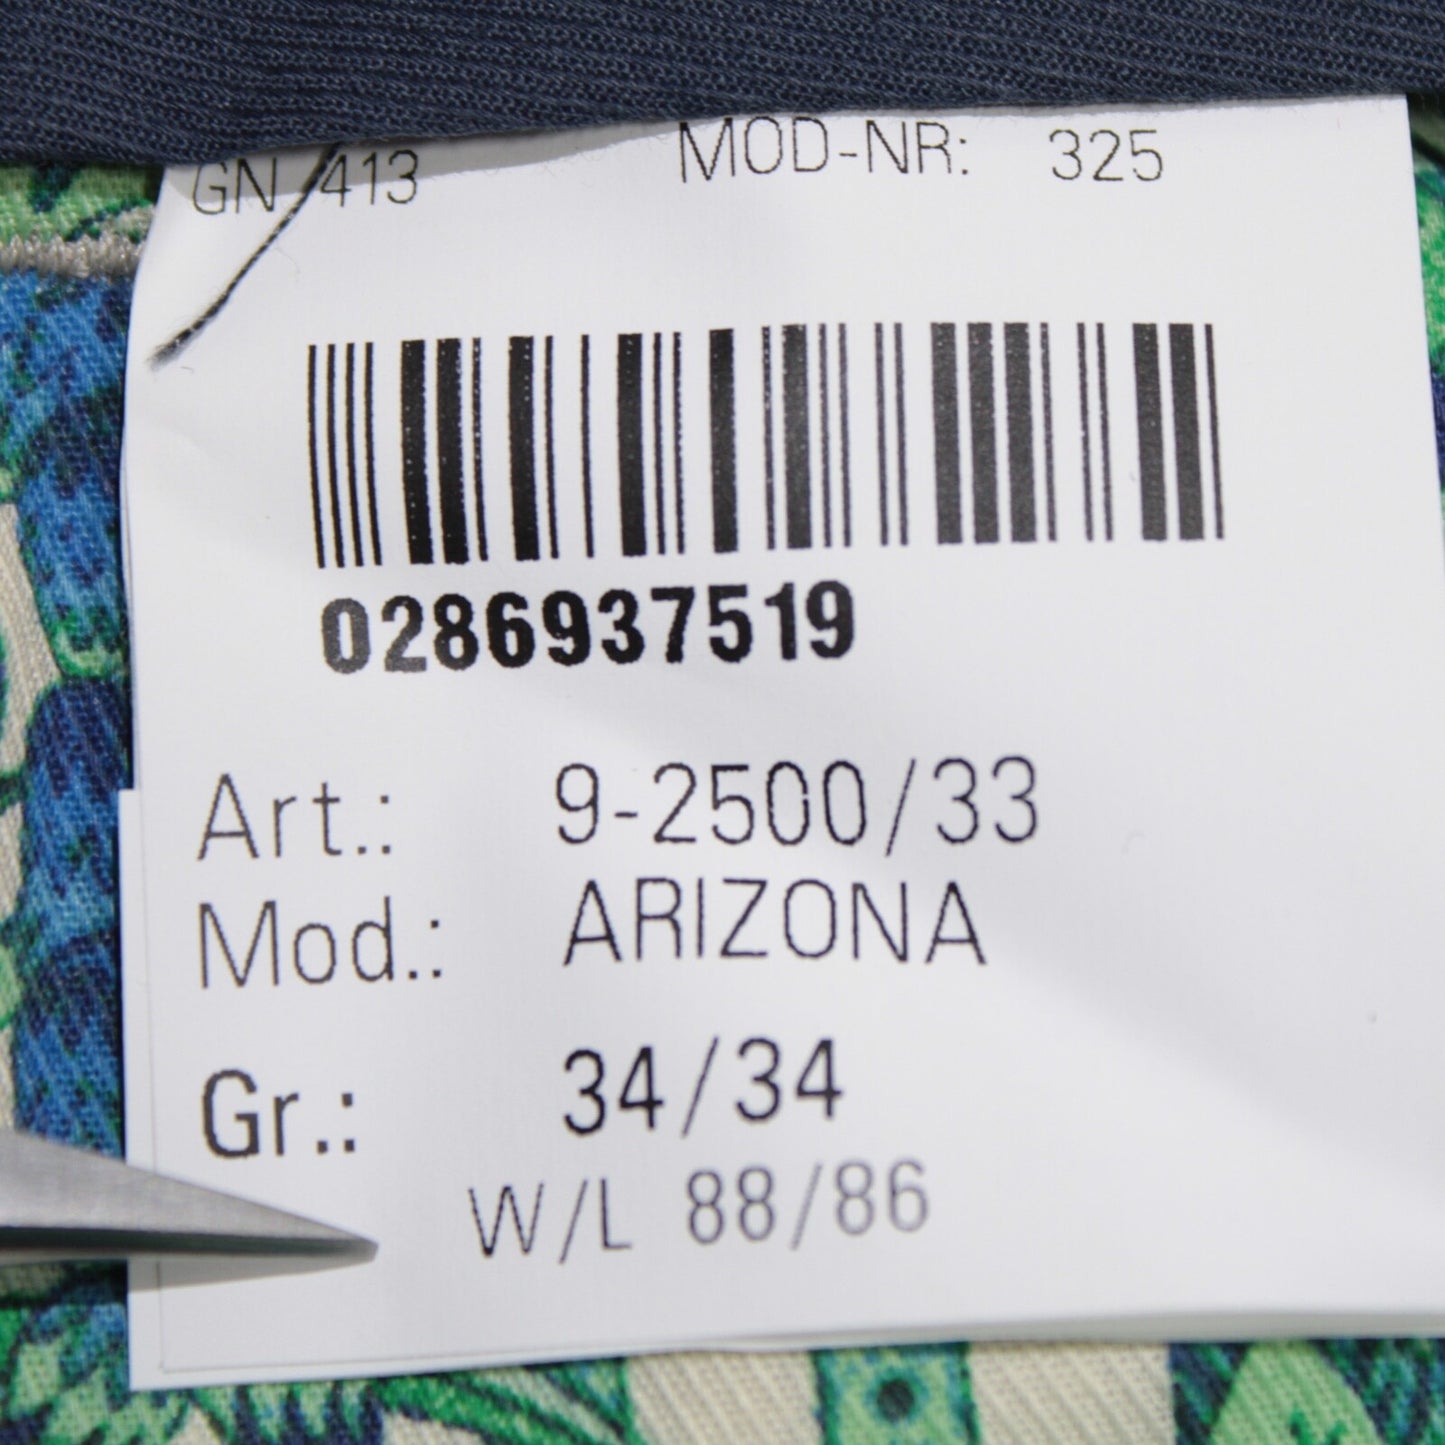 GN 413 MOD-NR: 325
0286937519
Art.: 9-2500/33
Mod.: ARIZONA
Gr.: 34/34
W/L 88/86